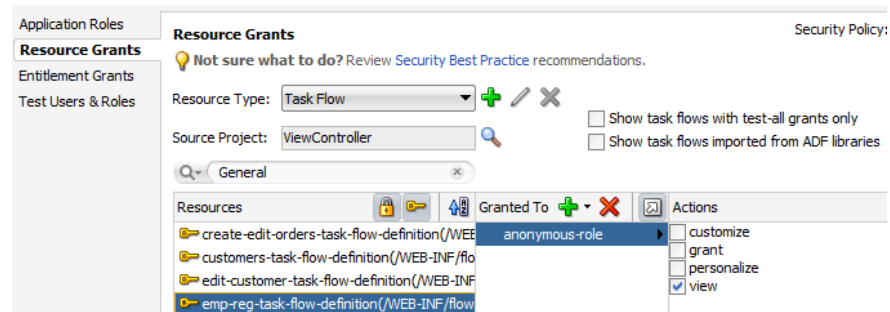 Application Roles
Resource Grants
Entitlement Grants
Test Users & Roles
Resource Grants
Security Policy:
Not sure what to do? Review Security Best Practice recommendations.
Resource Type: Task Flow
Show task flows with test-all grants only
Source Project: ViewController
Show task flows imported from ADF libraries
General
Resources
Granted To
Actions
create-edit-orders-task-flow-definition(/WEB
anonymous-role
customize
customers-task-flow-definition(/WEB-INF/flo
grant
edit-customer-task-flow-definition(/WEB-INF
personalize
emp-reg-task-flow-definition(/WEB-INF/flow
view